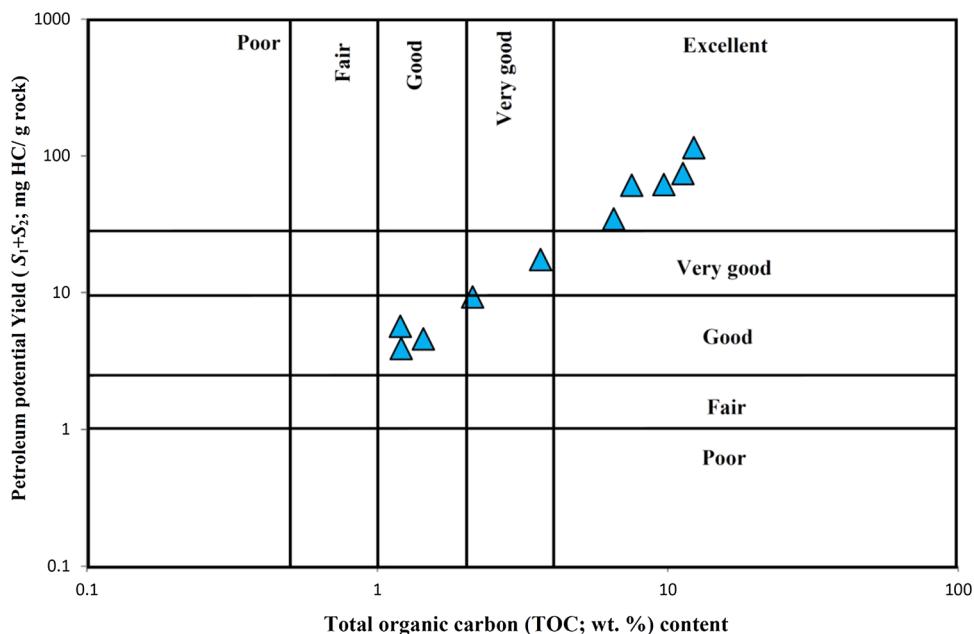 1000
100
10
1
0.1
Petroleum potential Yield ( S₁+S₂; mg HC/ g rock)
Poor
Fair
Good
Very good
Excellent
Very good
Good
Fair
Poor
0.1
1
10
100
Total organic carbon (TOC; wt. %) content